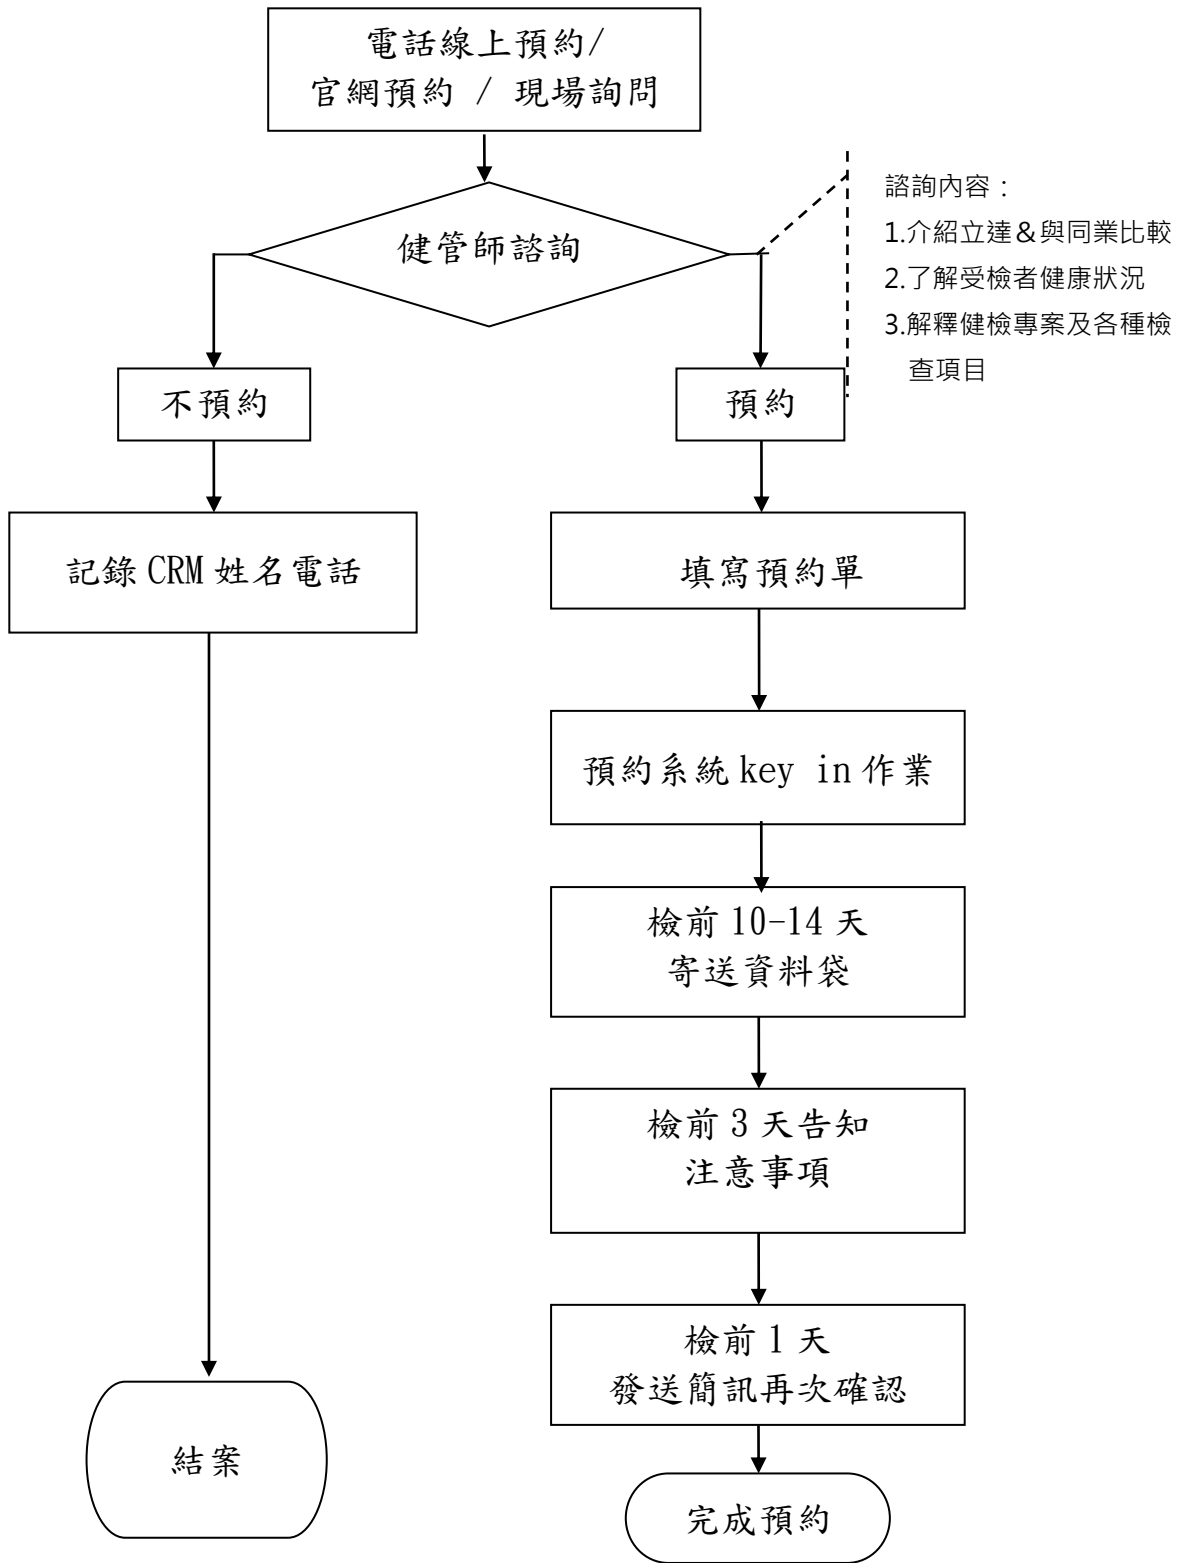 電話線上預約/
官網預約 / 現場詢問
健管師諮詢
諮詢內容：
1.介紹立達&與同業比較
2.了解受檢者健康狀況
3.解釋健檢專案及各種檢
查項目
不預約
預約
記錄 CRM 姓名電話
填寫預約單
預約系統 key in 作業
檢前 10-14 天
寄送資料袋
檢前 3 天告知
注意事項
檢前 1 天
發送簡訊再次確認
結案
完成預約